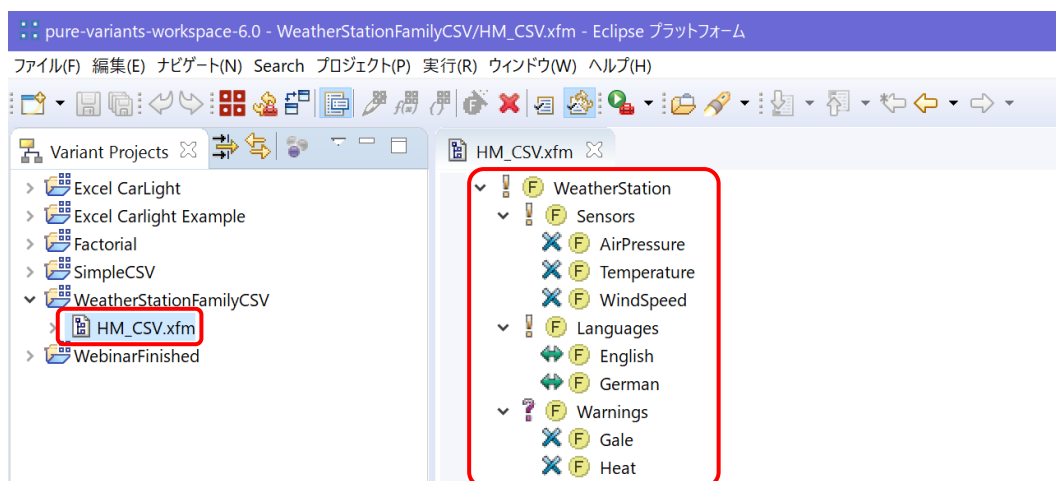 pure-variants-workspace-6.0 - WeatherStationFamilyCSV/HM_CSV.xfm - Eclipse プラットフォーム
ファイル(F) 編集(E) ナビゲート(N) Search プロジェクト(P) 実行(R) ウィンドウ(W) ヘルプ(H)
Variant Projects
Excel CarLight
Excel Carlight Example
Factorial
SimpleCSV
WeatherStationFamilyCSV
HM_CSV.xfm
WebinarFinished
HM_CSV.xfm
F WeatherStation
F Sensors
F AirPressure
F Temperature
F WindSpeed
F Languages
F English
F German
? F Warnings
F Gale
F Heat